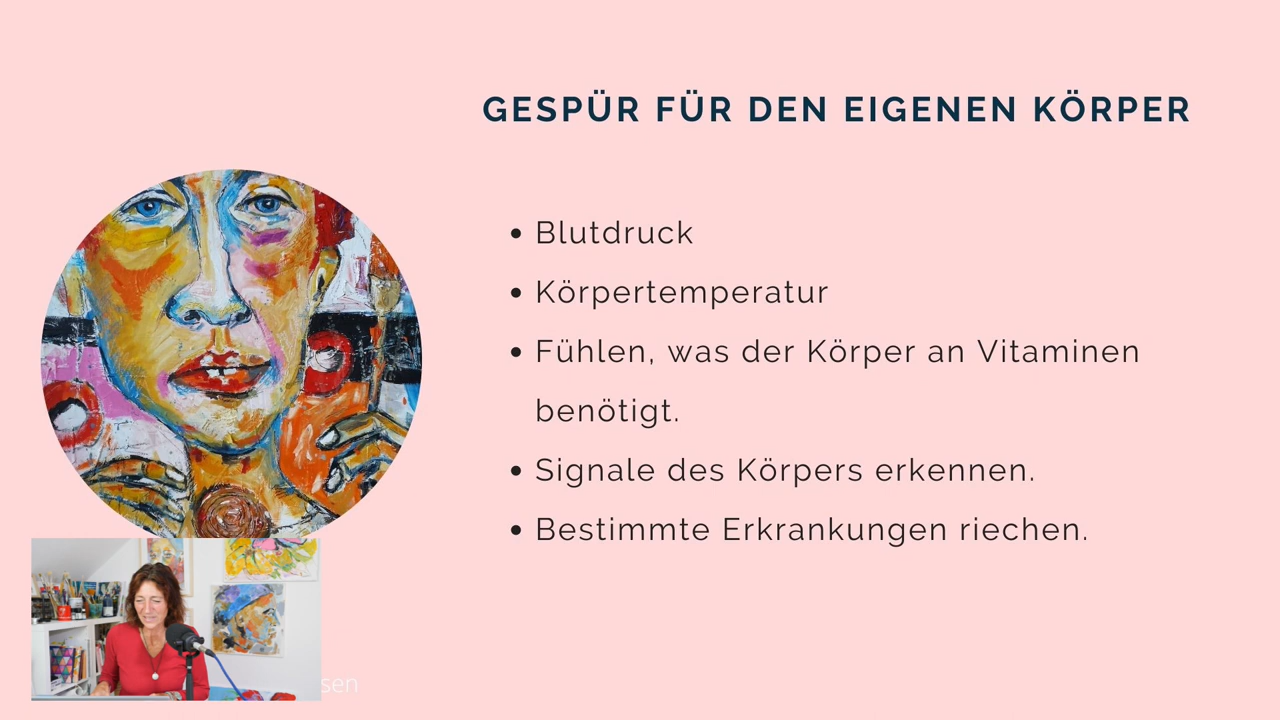 GESPÜR FÜR DEN EIGENEN KÖRPER
• Blutdruck
• Körpertemperatur
• Fühlen, was der Körper an Vitaminen
benötigt.
• Signale des Körpers erkennen.
• Bestimmte Erkrankungen riechen.